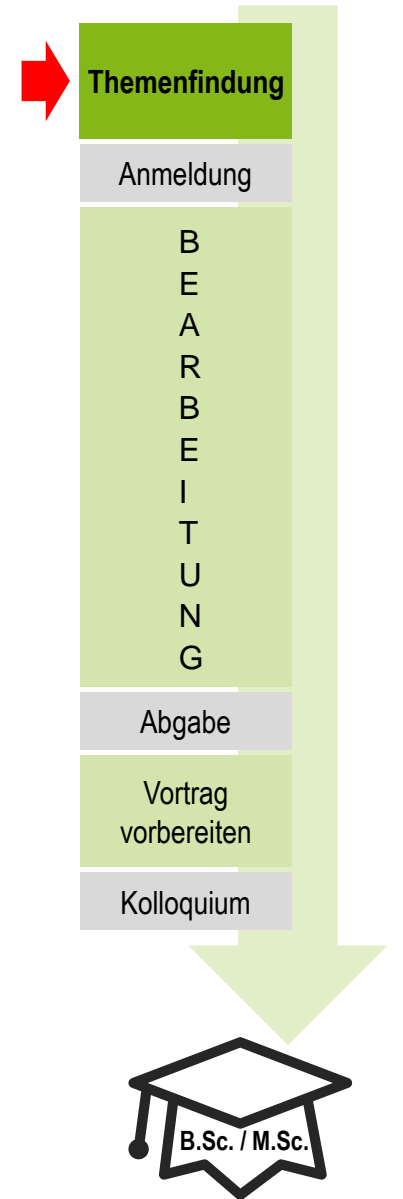 Themenfindung
Anmeldung
B
E
A
R
B
E
I
T
U
N
G
Abgabe
Vortrag
vorbereiten
Kolloquium
B.Sc. / M.Sc.